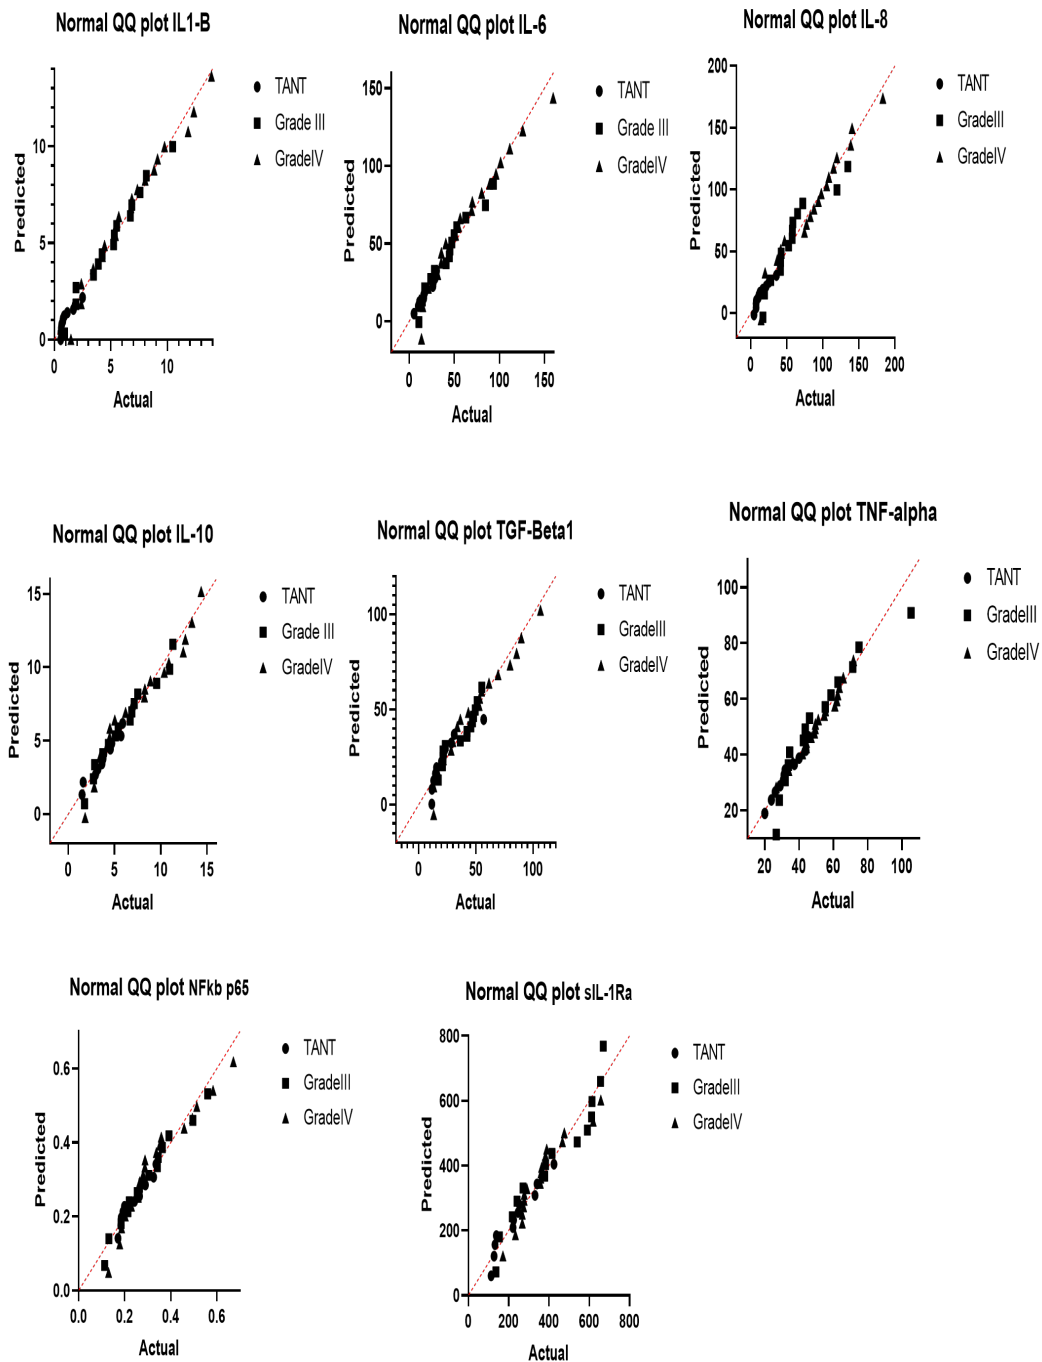 Normal QQ plot IL1-B
Predicted
10
5
0
0 5 10
Actual
TANT
Grade III
GradeIV
Normal QQ plot IL-6
Predicted
150
100
50
0
0 50 100 150
Actual
TANT
Grade III
GradeIV
Normal QQ plot IL-8
Predicted
200
150
100
50
0
0 50 100 150 200
Actual
TANT
GradeIII
GradeIV
Normal QQ plot IL-10
Predicted
15
10
5
0
0 5 10 15
Actual
TANT
Grade III
GradeIV
Normal QQ plot TGF-Beta1
Predicted
100
50
0
0 50 100
Actual
TANT
GradeIII
GradeIV
Normal QQ plot TNF-alpha
Predicted
100
80
60
40
20
20 40 60 80 100
Actual
TANT
GradeIII
GradeIV
Normal QQ plot NFkb p65
Predicted
0.6
0.4
0.2
0.0
0.0 0.2 0.4 0.6
Actual
TANT
GradeIII
GradeIV
Normal QQ plot sIL-1Ra
Predicted
800
600
400
200
0
0 200 400 600 800
Actual
TANT
GradeIII
GradeIV